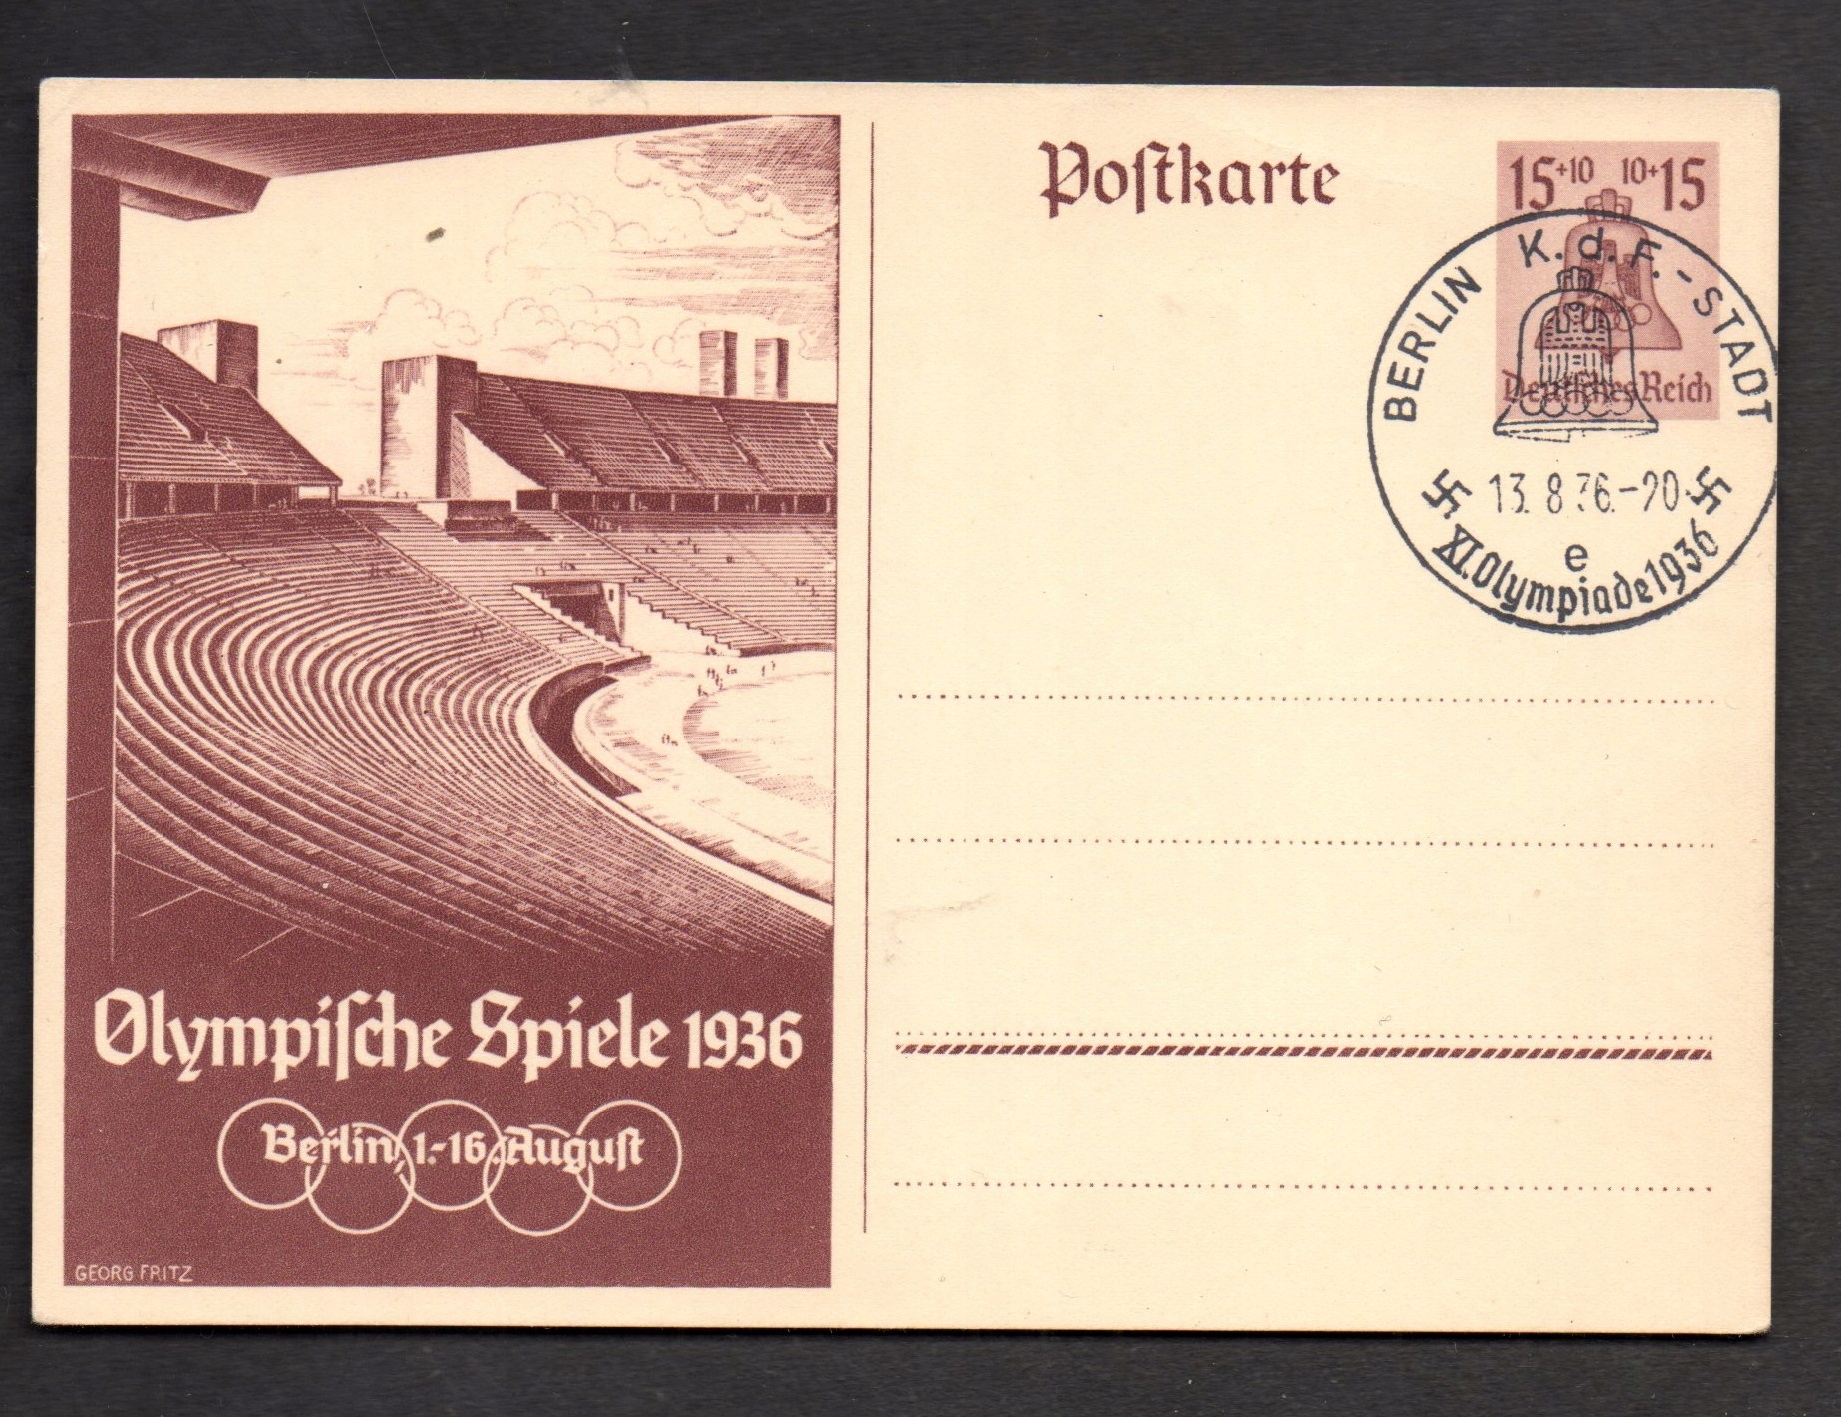 Postkarte
15+10 10+15
Deutsches Reich
BERLIN K.d.F.-STADT
13.8.36.-20
e
XI. Olympiade 1936
Olympiſche Spiele 1936
Berlin, 1.-16. Auguſt
GEORG FRITZ